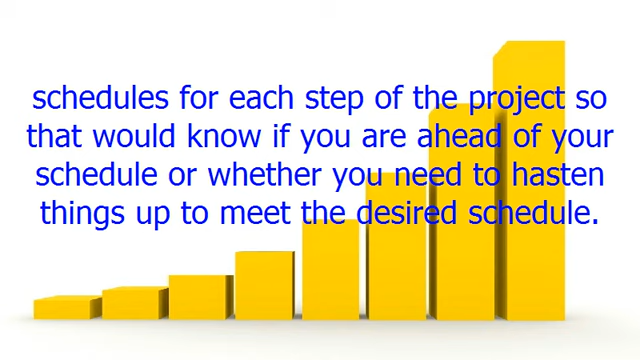 schedules for each step of the project so
that would know if you are ahead of your
schedule or whether you need to hasten
things up to meet the desired schedule.